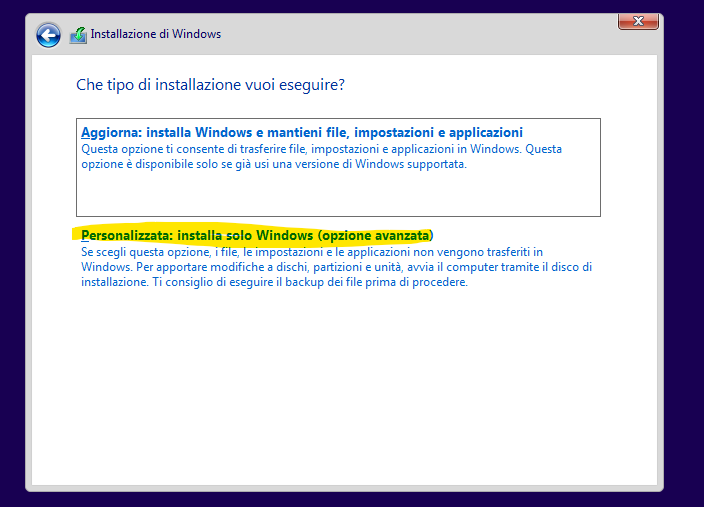 Installazione di Windows
Che tipo di installazione vuoi eseguire?
Aggiorna: installa Windows e mantieni file, impostazioni e applicazioni
Questa opzione ti consente di trasferire file, impostazioni e applicazioni in Windows. Questa
opzione è disponibile solo se già usi una versione di Windows supportata.
Personalizzata: installa solo Windows (opzione avanzata)
Se scegli questa opzione, i file, le impostazioni e le applicazioni non vengono trasferiti in
Windows. Per apportare modifiche a dischi, partizioni e unità, avvia il computer tramite il disco di
installazione. Ti consiglio di eseguire il backup dei file prima di procedere.